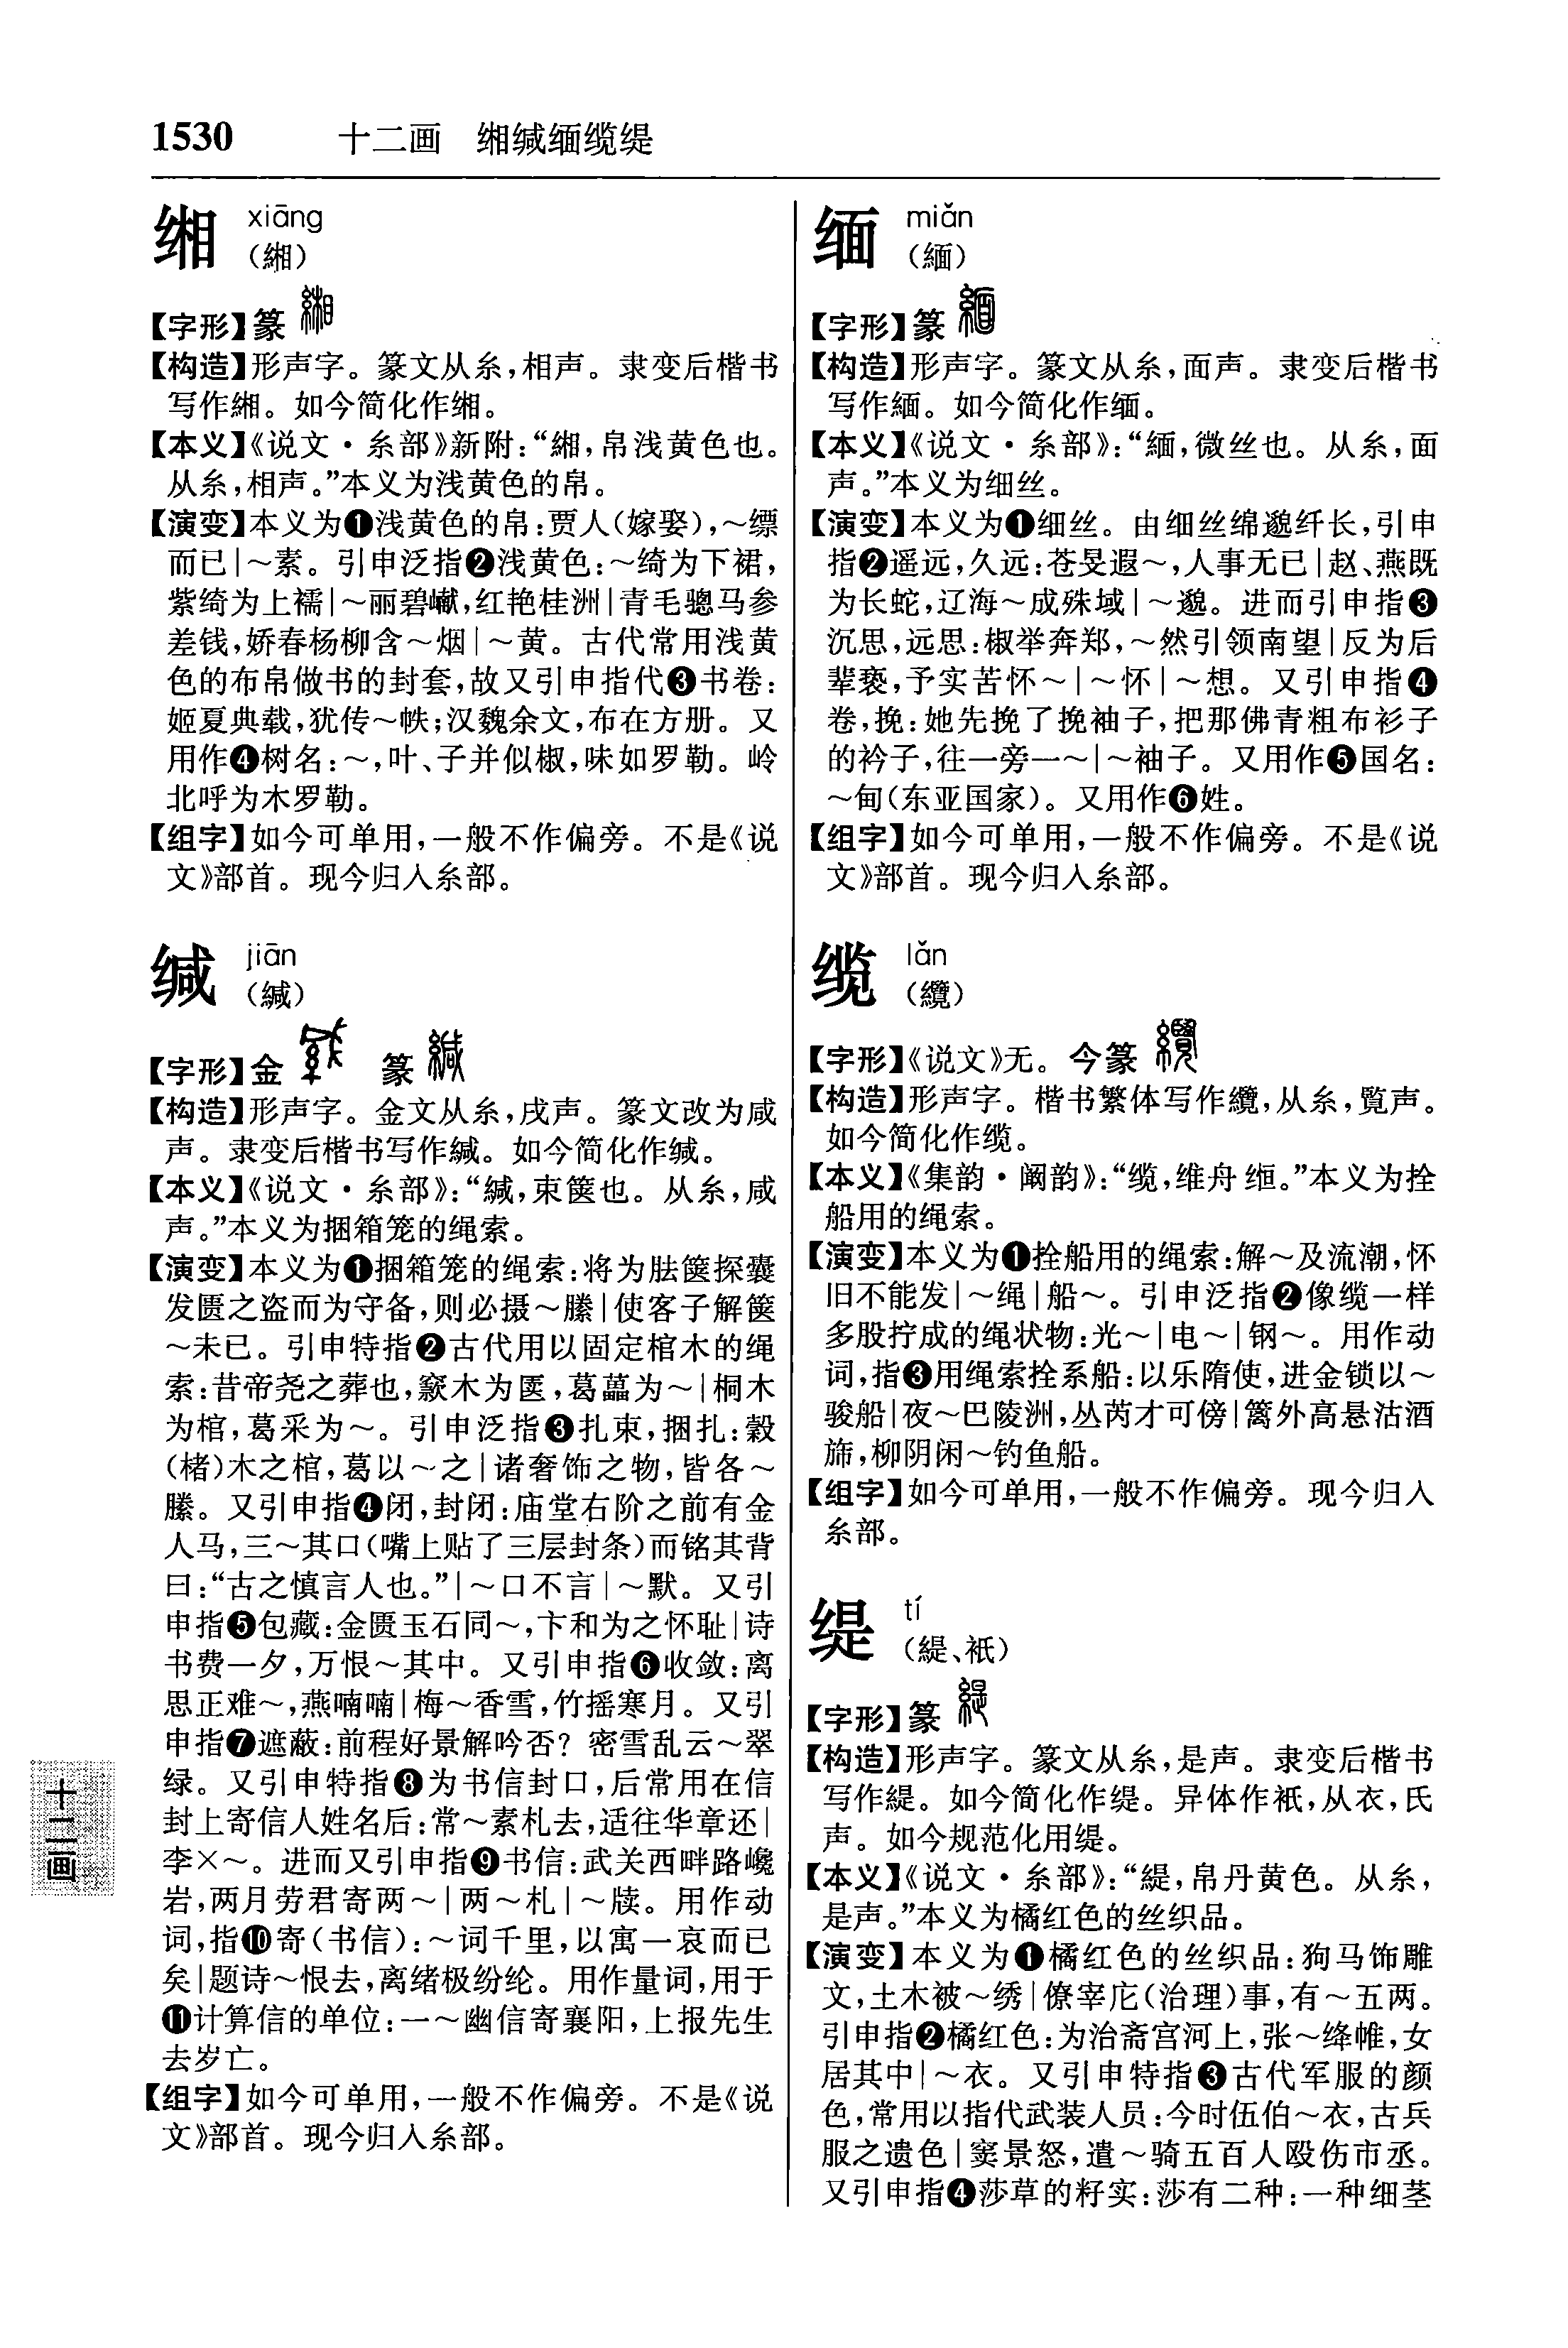 1530 十二画 缃缄缅缆缇
缃 xiāng
（緗）
【字形】篆
【构造】形声字。篆文从糸，相声。隶变后楷书
写作緗。如今简化作缃。
【本义】《说文·糸部》新附：“緗，帛浅黄色也。
从糸，相声。”本义为浅黄色的帛。
【演变】本义为❶浅黄色的帛：贾人（嫁娶），～缥
而已|～素。引申泛指❷浅黄色：～绮为下裙，
紫绮为上襦|～丽碧巘，红艳桂洲|青毛骢马参
差钱，娇春杨柳含～烟|～黄。古代常用浅黄
色的布帛做书的封套，故又引申指代❸书卷：
姬夏典载，犹传～帙；汉魏余文，布在方册。又
用作❹树名：～，叶、子并似椒，味如罗勒。岭
北呼为木罗勒。
【组字】如今可单用，一般不作偏旁。不是《说
文》部首。现今归入糸部。
缄 jiān
（緘）
【字形】金 篆
【构造】形声字。金文从糸，戌声。篆文改为咸
声。隶变后楷书写作緘。如今简化作缄。
【本义】《说文·糸部》：“緘，束箧也。从糸，咸
声。”本义为捆箱笼的绳索。
【演变】本义为❶捆箱笼的绳索：将为胠箧探囊
发匮之盗而为守备，则必摄～縢|使客子解箧
～未已。引申特指❷古代用以固定棺木的绳
索：昔帝尧之葬也，窾木为匮，葛藟为～|桐木
为棺，葛采为～。引申泛指❸扎束，捆扎：榖
（楮）木之棺，葛以～之|诸奢饰之物，皆各～
縢。又引申指❹闭，封闭：庙堂右阶之前有金
人马，三～其口（嘴上贴了三层封条）而铭其背
曰：“古之慎言人也。”|～口不言|～默。又引
申指❺包藏：金匮玉石同～，卞和为之怀耻|诗
书费一夕，万恨～其中。又引申指❻收敛：离
思正难～，燕喃喃|梅～香雪，竹摇寒月。又引
申指❼遮蔽：前程好景解吟否？密雪乱云～翠
绿。又引申特指❽为书信封口，后常用在信
封上寄信人姓名后：常～素札去，适往华章还|
李×～。进而又引申指❾书信：武关西畔路巉
岩，两月劳君寄两～|两～札|～牍。用作动
词，指❿寄（书信）：～词千里，以寓一哀而已
矣|题诗～恨去，离绪极纷纶。用作量词，用于
⓫计算信的单位：一～幽信寄襄阳，上报先生
去岁亡。
【组字】如今可单用，一般不作偏旁。不是《说
文》部首。现今归入糸部。
缅 miǎn
（緬）
【字形】篆
【构造】形声字。篆文从糸，面声。隶变后楷书
写作緬。如今简化作缅。
【本义】《说文·糸部》：“緬，微丝也。从糸，面
声。”本义为细丝。
【演变】本义为❶细丝。由细丝绵邈纤长，引申
指❷遥远，久远：苍旻遐～，人事无已|赵、燕既
为长蛇，辽海～成殊域|～邈。进而引申指❸
沉思，远思：椒举奔郑，～然引领南望|反为后
辈亵，予实苦怀～|～怀|～想。又引申指❹
卷，挽：她先挽了挽袖子，把那佛青粗布衫子
的衿子，往一旁一～|～袖子。又用作❺国名：
～甸（东亚国家）。又用作❻姓。
【组字】如今可单用，一般不作偏旁。不是《说
文》部首。现今归入糸部。
缆 lǎn
（纜）
【字形】《说文》无。今篆
【构造】形声字。楷书繁体写作纜，从糸，覽声。
如今简化作缆。
【本义】《集韵·阚韵》：“缆，维舟絙。”本义为拴
船用的绳索。
【演变】本义为❶拴船用的绳索：解～及流潮，怀
旧不能发|～绳|船～。引申泛指❷像缆一样
多股拧成的绳状物：光～|电～|钢～。用作动
词，指❸用绳索拴系船：以乐隋使，进金锁以～
骏船|夜～巴陵洲，丛芮才可傍|篱外高悬沽酒
旆，柳阴闲～钓鱼船。
【组字】如今可单用，一般不作偏旁。现今归入
糸部。
缇 tí
（緹、衹）
【字形】篆
【构造】形声字。篆文从糸，是声。隶变后楷书
写作緹。如今简化作缇。异体作衹，从衣，氏
声。如今规范化用缇。
【本义】《说文·糸部》：“緹，帛丹黄色。从糸，
是声。”本义为橘红色的丝织品。
【演变】本义为❶橘红色的丝织品：狗马饰雕
文，土木被～绣|僚宰庀（治理）事，有～五两。
引申指❷橘红色：为治斋宫河上，张～绛帷，女
居其中|～衣。又引申特指❸古代军服的颜
色，常用以指代武装人员：今时伍伯～衣，古兵
服之遗色|窦景怒，遣～骑五百人殴伤市丞。
又引申指❹莎草的籽实：莎有二种：一种细茎
十二画